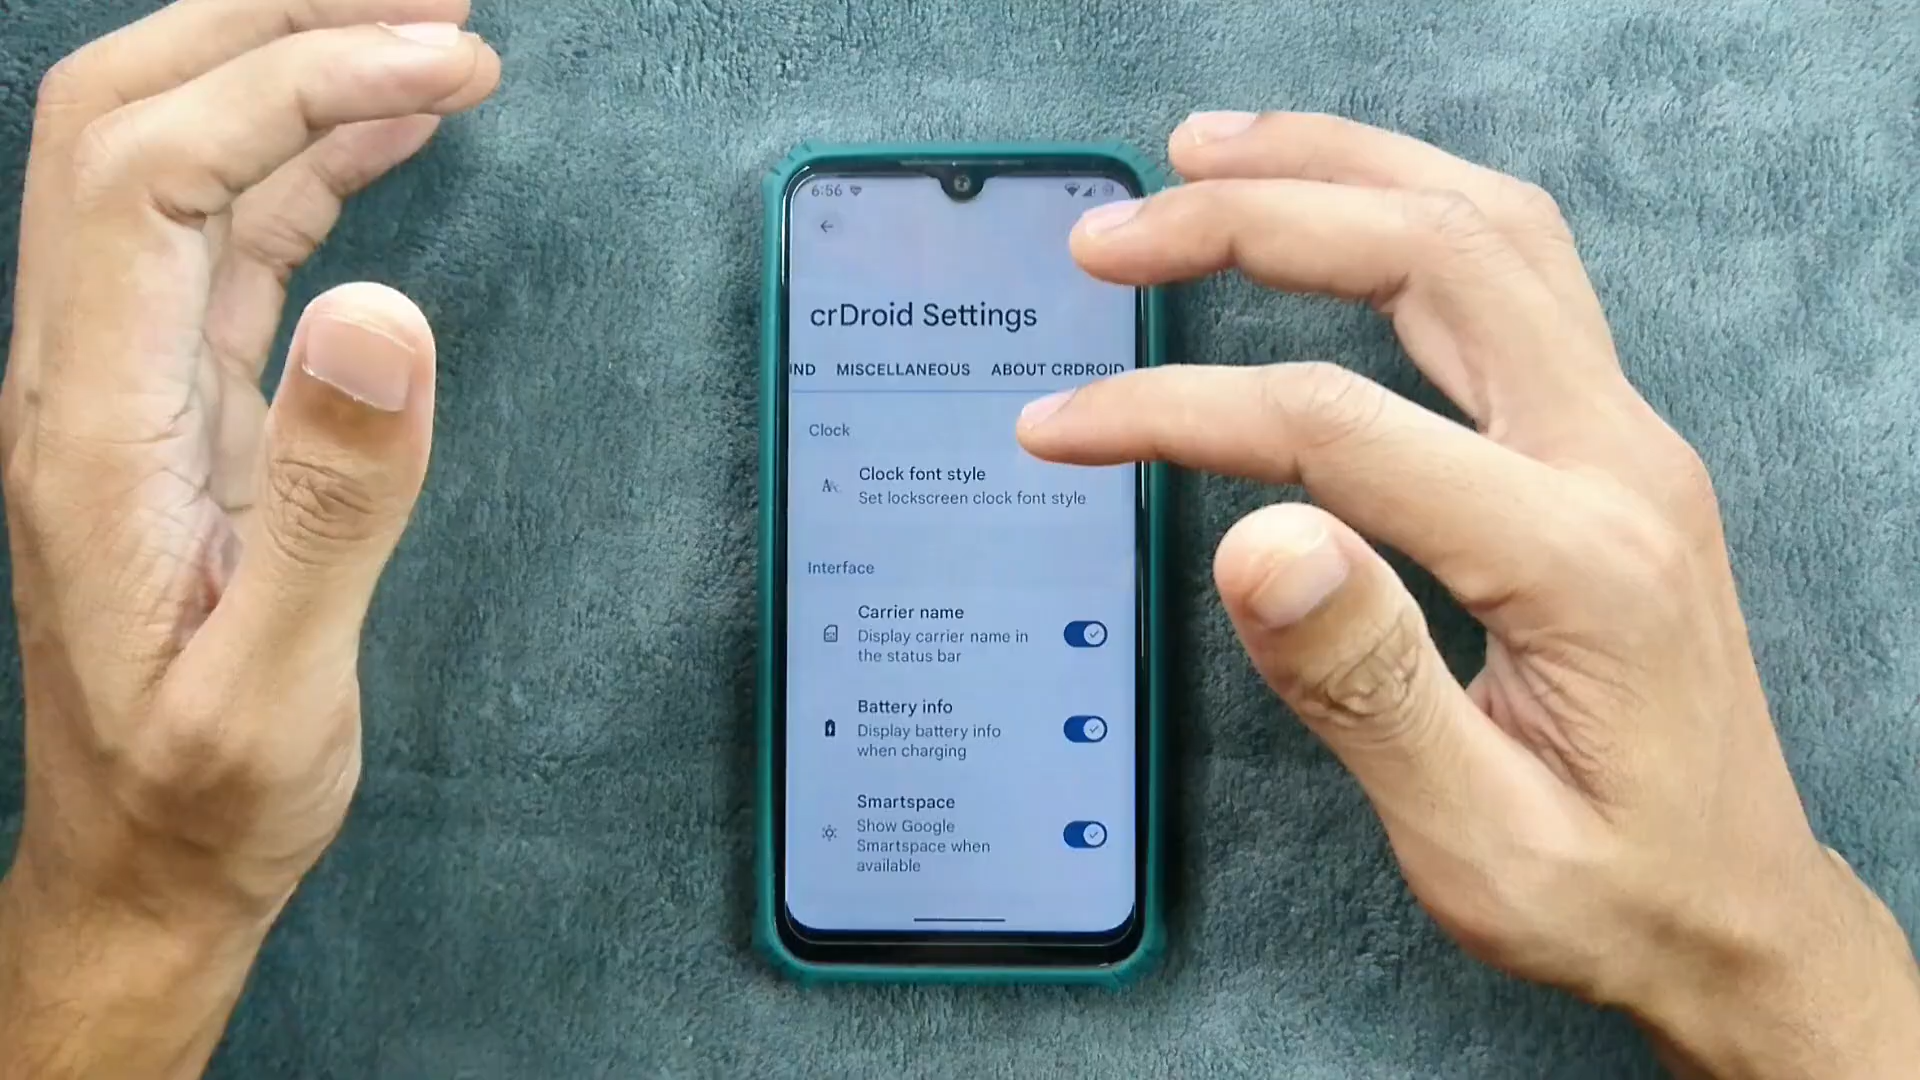 6:56
crDroid Settings
IND MISCELLANEOUS ABOUT CRDROID
Clock
Clock font style
Set lockscreen clock font style
Interface
Carrier name
Display carrier name in
the status bar
Battery info
Display battery info
when charging
Smartspace
Show Google
Smartspace when
available